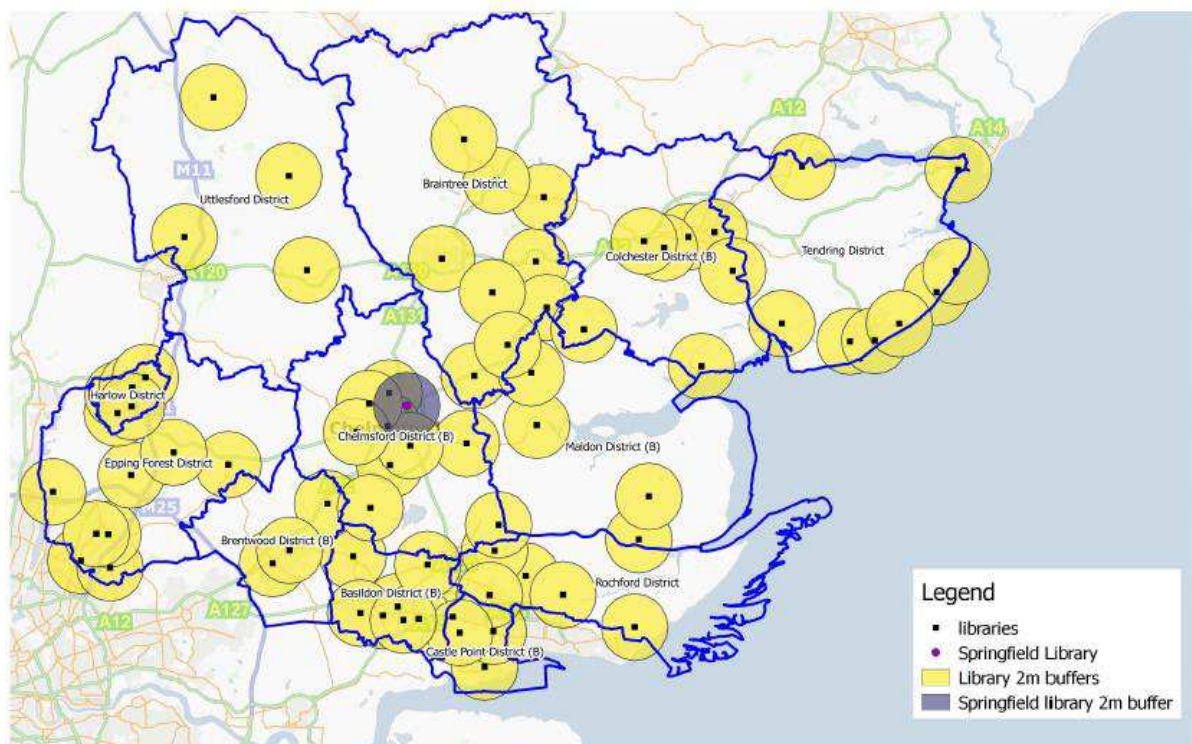 A12
A14
M11
Uttlesford District
Braintree District
Tendring District
Colchester District (B)
A120
A131
Harlow District
Chelmsford District (B)
Maldon District (B)
Epping Forest District
M25
Brentwood District (B)
Rochford District
Basildon District (B)
A127
A12
Castle Point District (B)
Legend
libraries
Springfield Library
Library 2m buffers
Springfield library 2m buffer